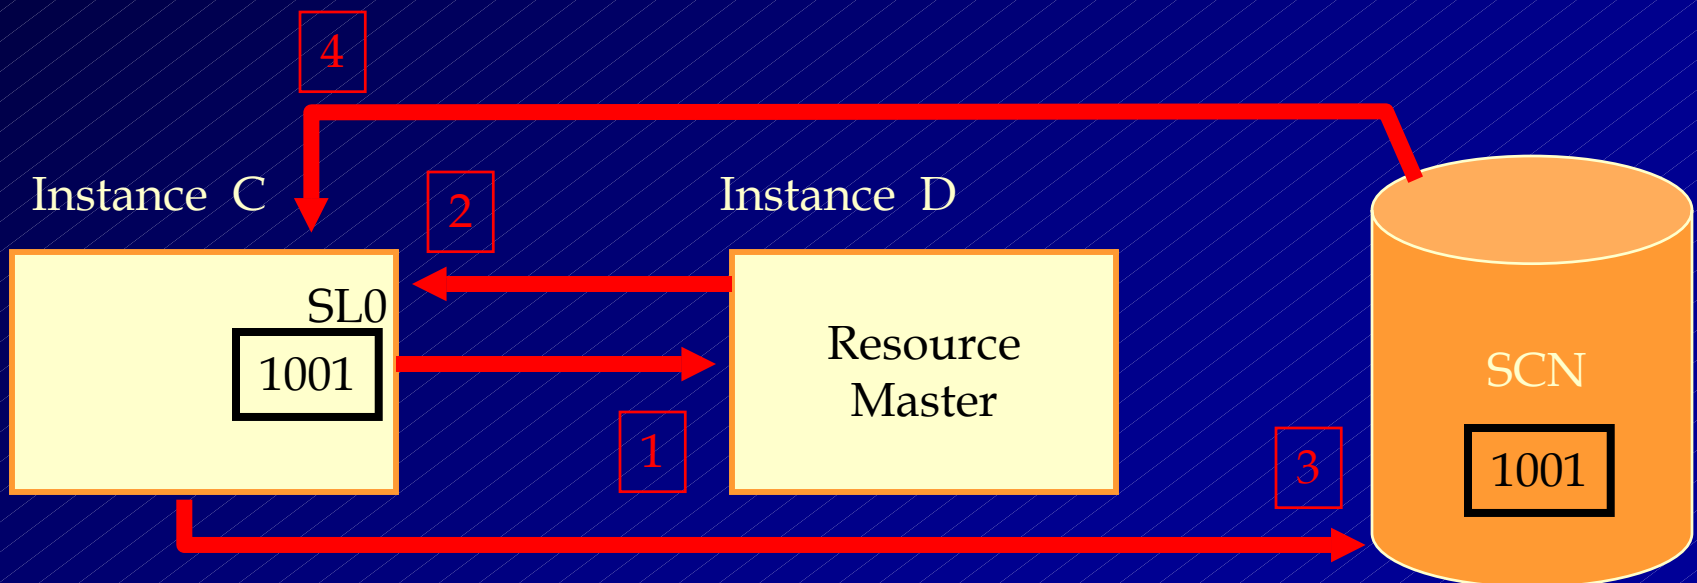 4
Instance C
2
Instance D
SL0
1001
Resource
Master
SCN
1001
1
3